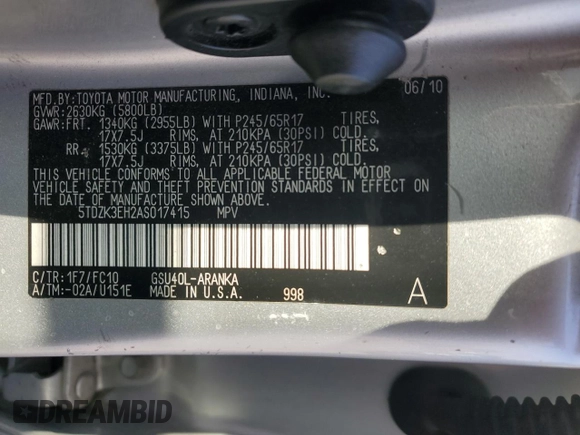 MFD.BY:TOYOTA MOTOR MANUFACTURING, INDIANA, INC. 06/10
GVWR:2630KG (5800LB)
GAWR:FRT. 1340KG (2955LB) WITH P245/65R17 TIRES,
17X7.5J RIMS, AT 210KPA (30PSI) COLD.
RR. 1530KG (3375LB) WITH P245/65R17 TIRES,
17X7.5J RIMS, AT 210KPA (30PSI) COLD.
THIS VEHICLE CONFORMS TO ALL APPLICABLE FEDERAL MOTOR
VEHICLE SAFETY AND THEFT PREVENTION STANDARDS IN EFFECT ON
THE DATE OF MANUFACTURE SHOWN ABOVE.
5TDZK3EH2AS017415 MPV
C/TR:1F7/FC10 GSU40L-ARANKA
A/TM:-02A/U151E MADE IN U.S.A. 998 A
DREAMBID